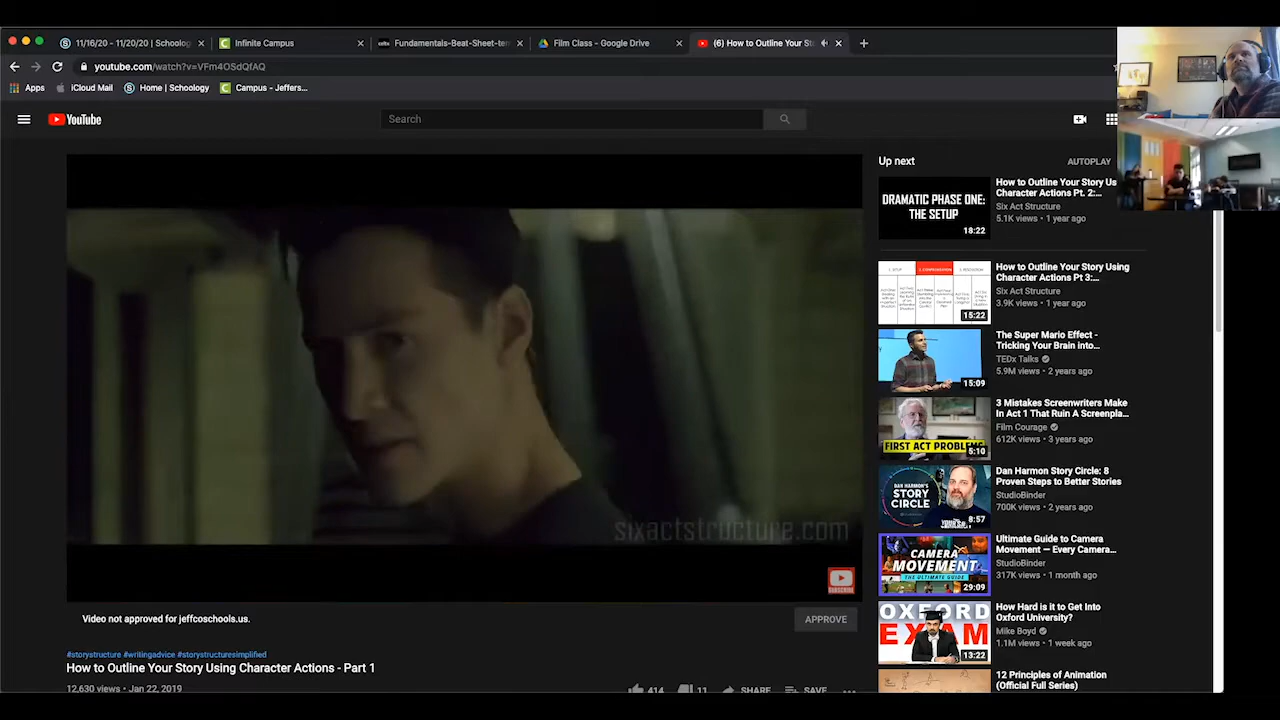 11/16/20 - 11/20/20 | Schoolog
Infinite Campus
Fundamentals-Beat-Sheet-tem
Film Class - Google Drive
(6) How to Outline Your St
youtube.com/watch?v=VFm4OSdQfAQ
Apps
iCloud Mail
Home | Schoology
Campus - Jeffers...
YouTube
Search
sixactstructure.com
SUBSCRIBE
Video not approved for jeffcoschools.us.
APPROVE
#storystructure #writingadvice #storystructuresimplified
How to Outline Your Story Using Character Actions - Part 1
12,630 views • Jan 22, 2019
414
11
SHARE
SAVE
Up next
AUTOPLAY
DRAMATIC PHASE ONE:
THE SETUP
18:22
How to Outline Your Story Us
Character Actions Pt. 2:...
Six Act Structure
5.1K views • 1 year ago
15:22
How to Outline Your Story Using
Character Actions Pt 3:...
Six Act Structure
3.9K views • 1 year ago
15:09
The Super Mario Effect -
Tricking Your Brain into...
TEDx Talks
5.9M views • 2 years ago
FIRST ACT PROBLEMS
5:10
3 Mistakes Screenwriters Make
In Act 1 That Ruin A Screenpla...
Film Courage
612K views • 3 years ago
DAN HARMON'S
STORY
CIRCLE
8:57
Dan Harmon Story Circle: 8
Proven Steps to Better Stories
StudioBinder
700K views • 2 years ago
CAMERA
MOVEMENT
THE ULTIMATE GUIDE
29:09
Ultimate Guide to Camera
Movement — Every Camera...
StudioBinder
317K views • 1 month ago
OXFORD
EXAM
13:22
How Hard is it to Get Into
Oxford University?
Mike Boyd
1.1M views • 1 week ago
12 Principles of Animation
(Official Full Series)